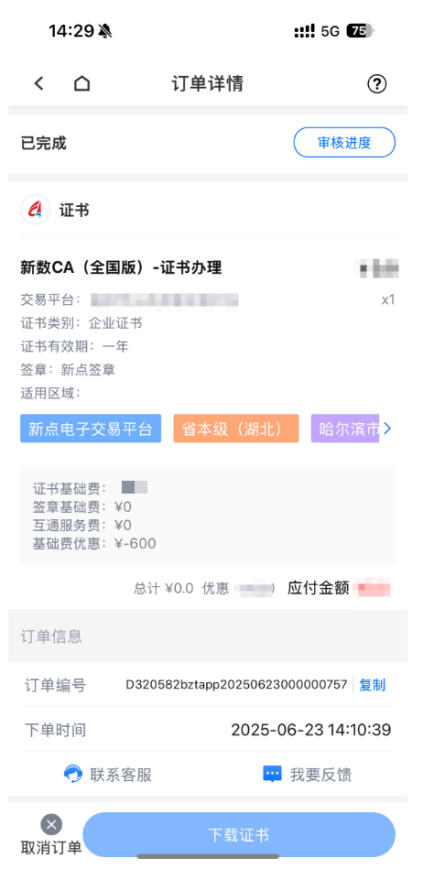 14:29
5G 75
订单详情
已完成
审核进度
证书
新数CA（全国版）-证书办理
交易平台：
x1
证书类别：企业证书
证书有效期：一年
签章：新点签章
适用区域：
新点电子交易平台 省本级（湖北） 哈尔滨市
证书基础费：
签章基础费：¥0
互通服务费：¥0
基础费优惠：¥-600
总计 ¥0.0 优惠 应付金额
订单信息
订单编号 D320582bztapp20250623000000757 复制
下单时间 2025-06-23 14:10:39
联系客服 我要反馈
取消订单 下载证书